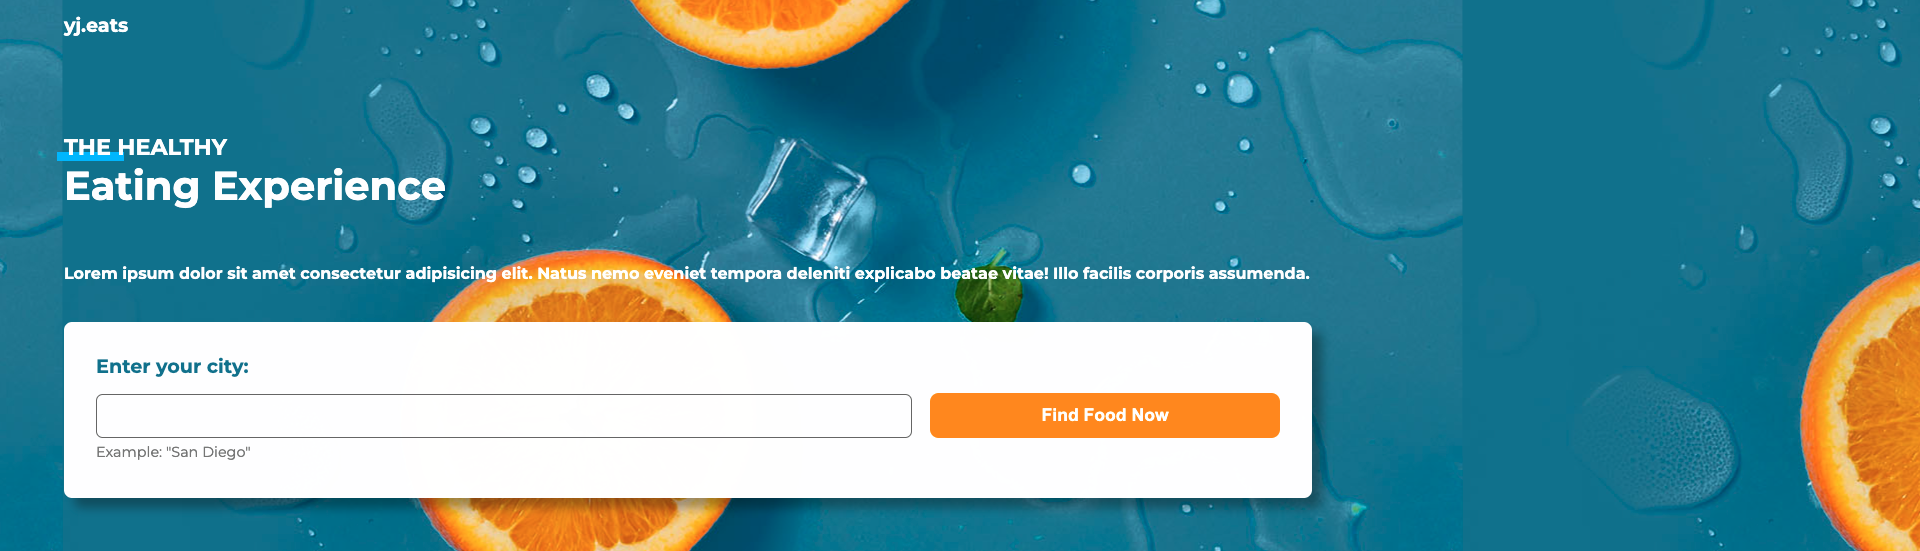 yj.eats
THE HEALTHY
Eating Experience
Lorem ipsum dolor sit amet consectetur adipisicing elit. Natus nemo eveniet tempora deleniti explicabo beatae vitae! Illo facilis corporis assumenda.
Enter your city:
Find Food Now
Example: "San Diego"